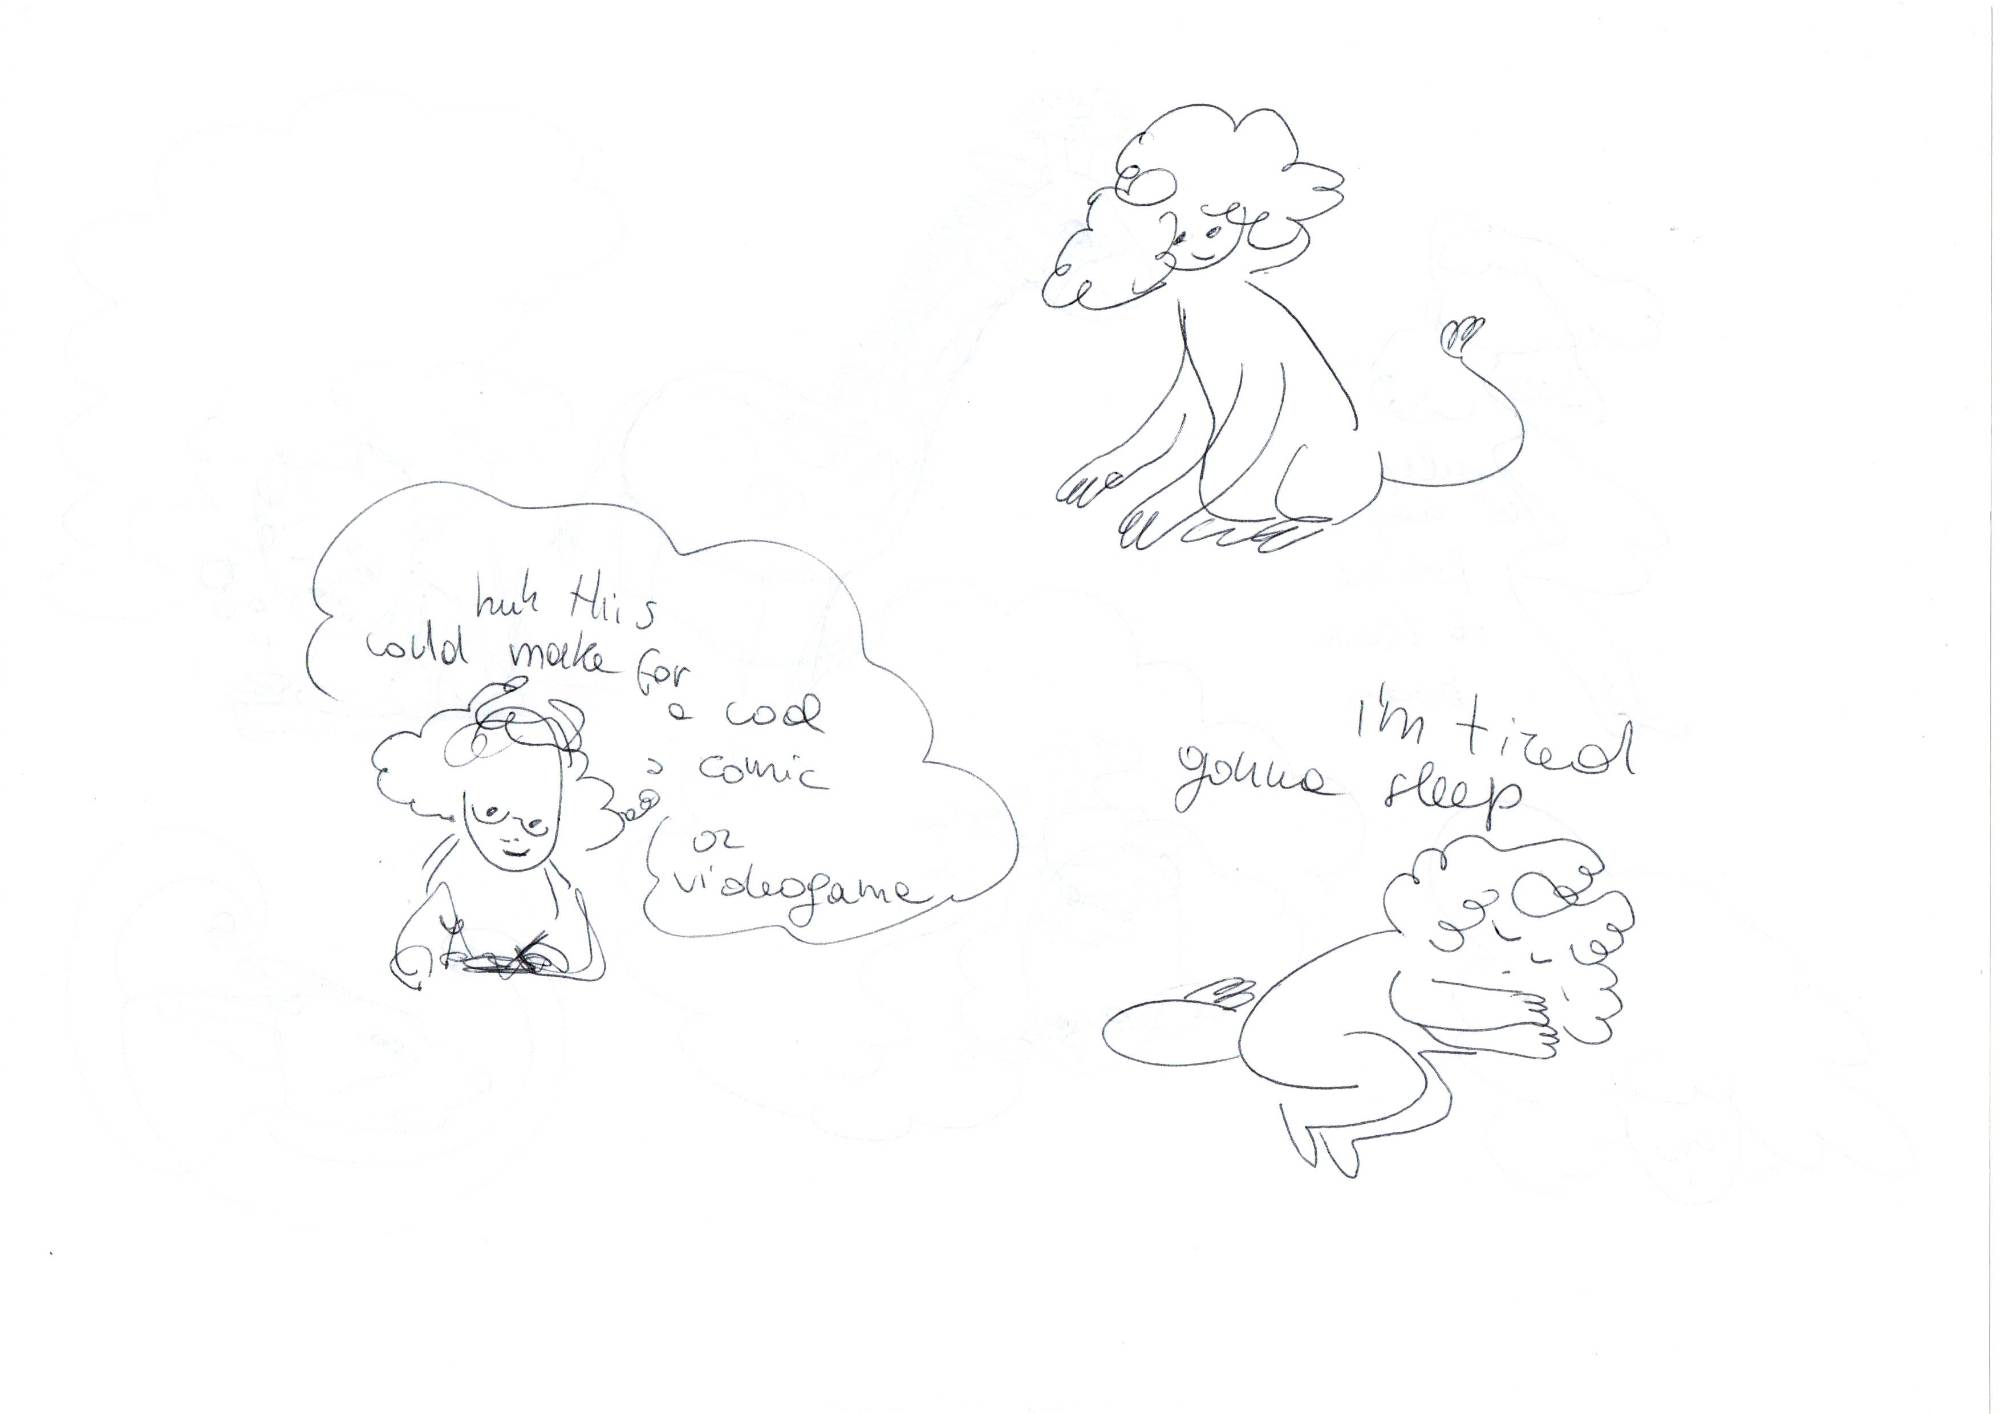 huh this
could make for
a cool
comic
or
videogame
i'm tired
gonna sleep